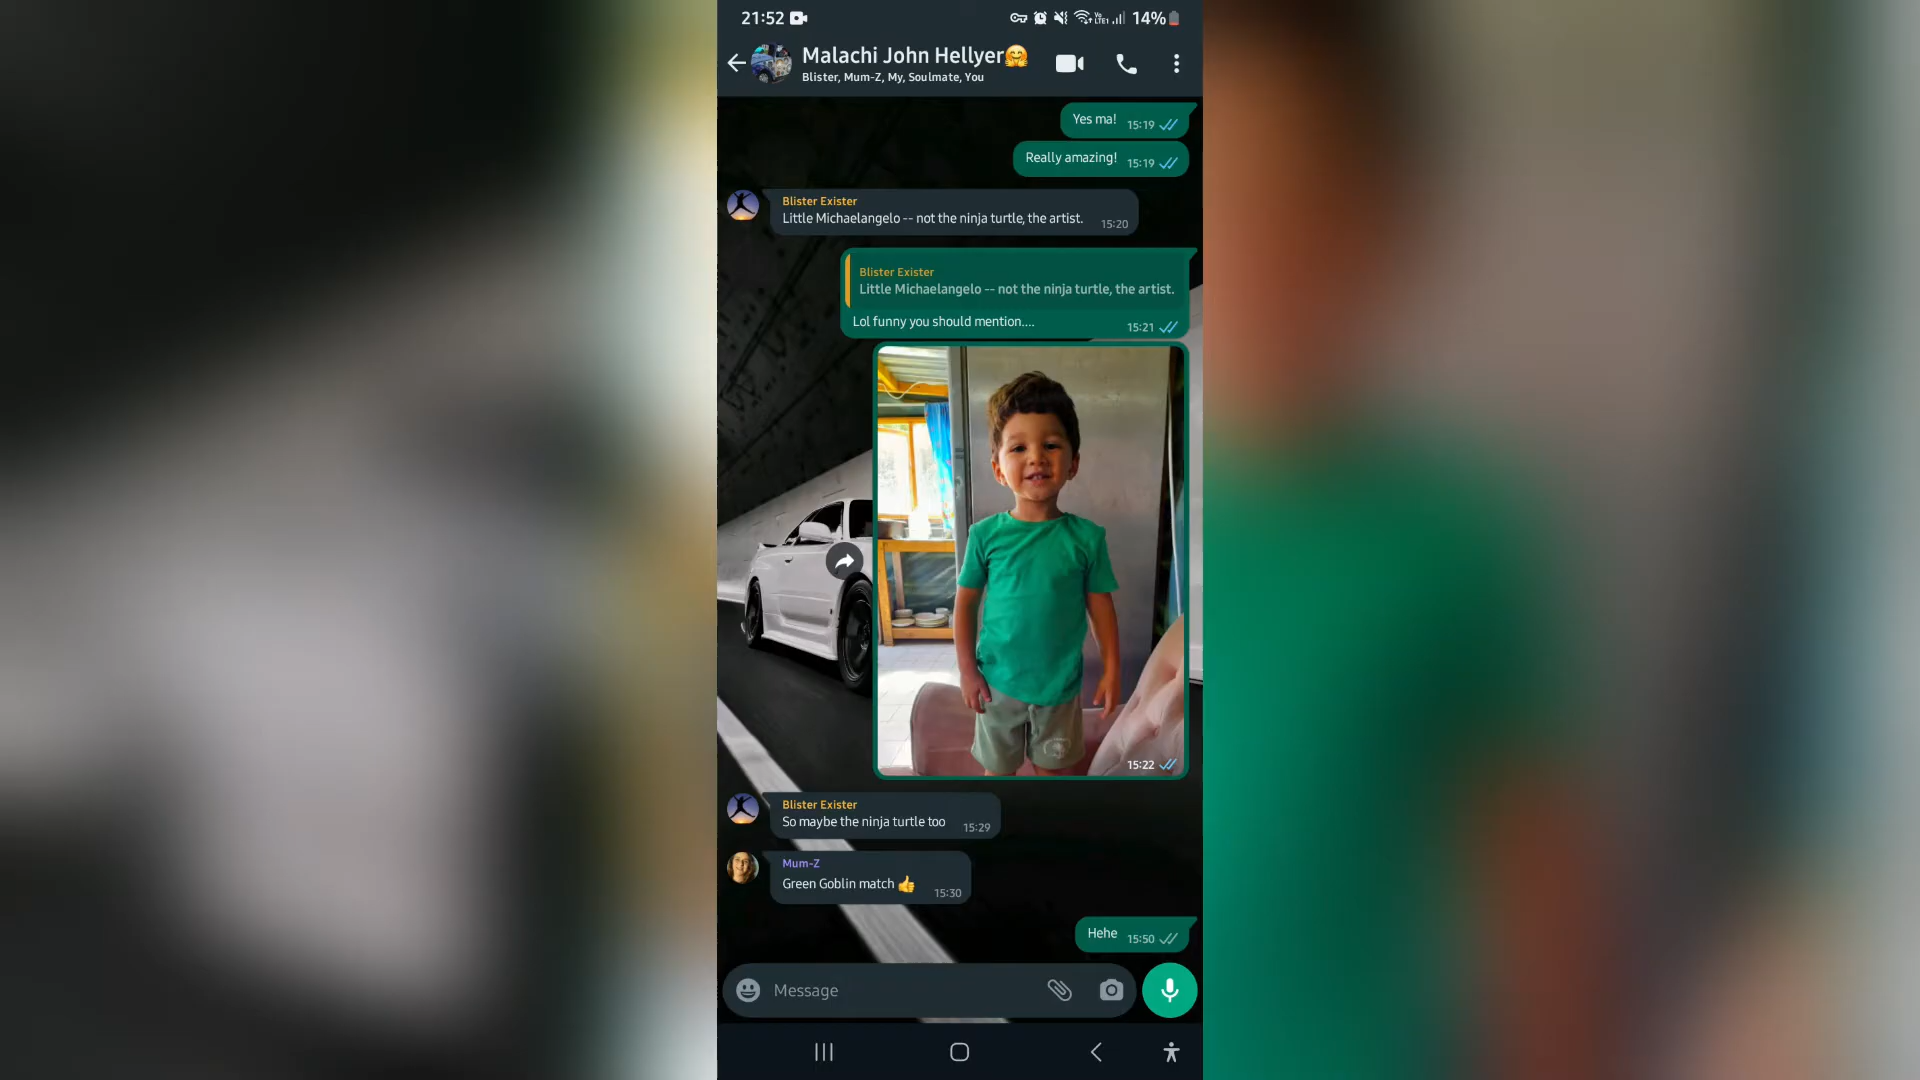 21:52
14%
Malachi John Hellyer🤗
Blister, Mum-Z, My, Soulmate, You
Yes ma! 15:19
Really amazing! 15:19
Blister Exister
Little Michaelangelo -- not the ninja turtle, the artist. 15:20
Blister Exister
Little Michaelangelo -- not the ninja turtle, the artist.
Lol funny you should mention.... 15:21
15:22
Blister Exister
So maybe the ninja turtle too 15:29
Mum-Z
Green Goblin match 👍 15:30
Hehe 15:50
Message